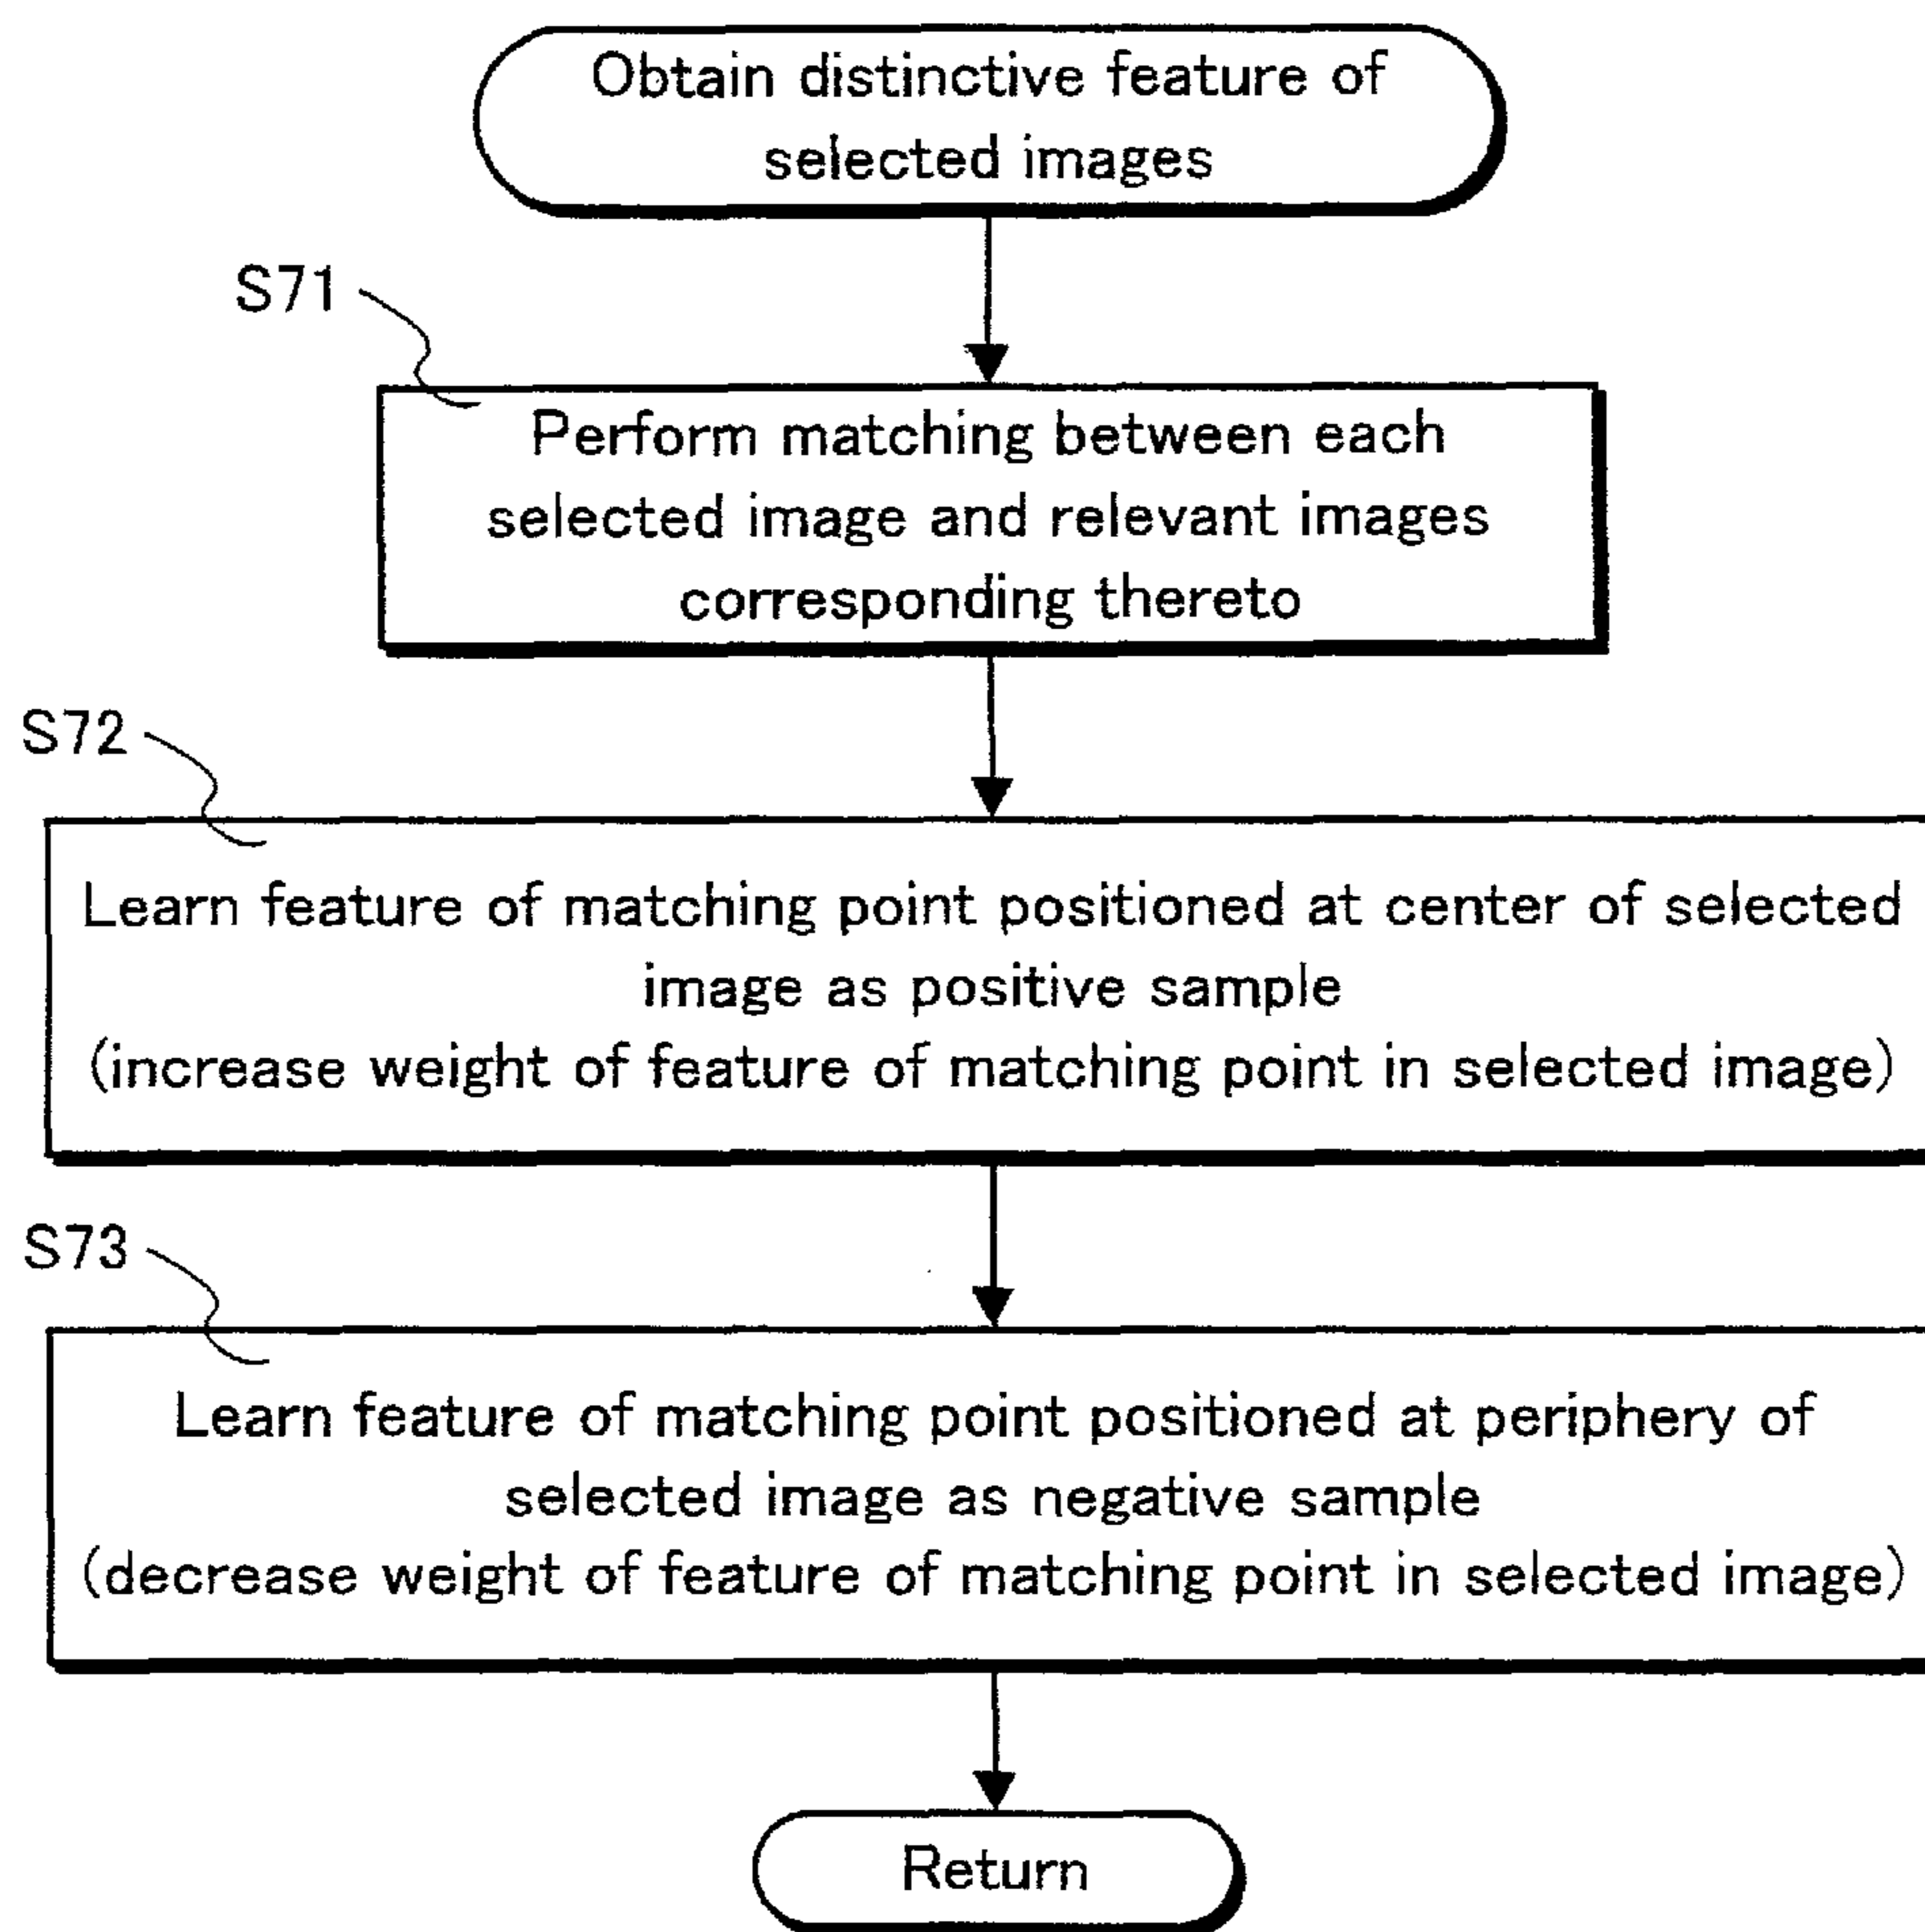 Obtain distinctive feature of
selected images
S71
Perform matching between each
selected image and relevant images
corresponding thereto
S72
Learn feature of matching point positioned at center of selected
image as positive sample
(increase weight of feature of matching point in selected image)
S73
Learn feature of matching point positioned at periphery of
selected image as negative sample
(decrease weight of feature of matching point in selected image)
Return